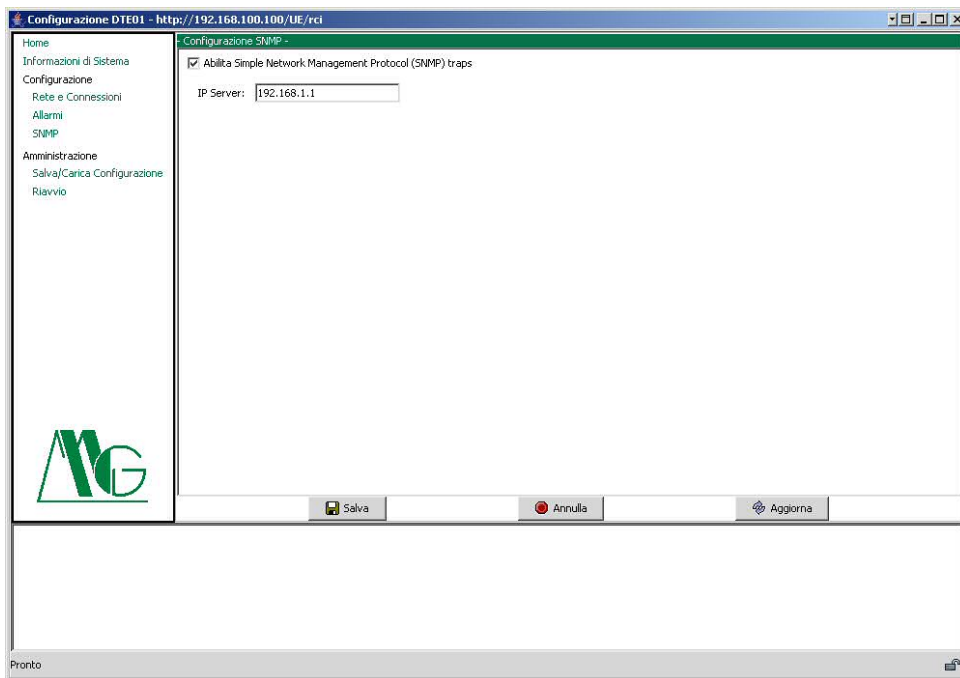 Configurazione DTE01 - http://192.168.100.100/UE/rci
Home
Informazioni di Sistema
Configurazione
Rete e Connessioni
Allarmi
SNMP
Amministrazione
Salva/Carica Configurazione
Riavvio
- Configurazione SNMP -
Abilita Simple Network Management Protocol (SNMP) traps
IP Server: 192.168.1.1
Salva
Annulla
Aggiorna
Pronto